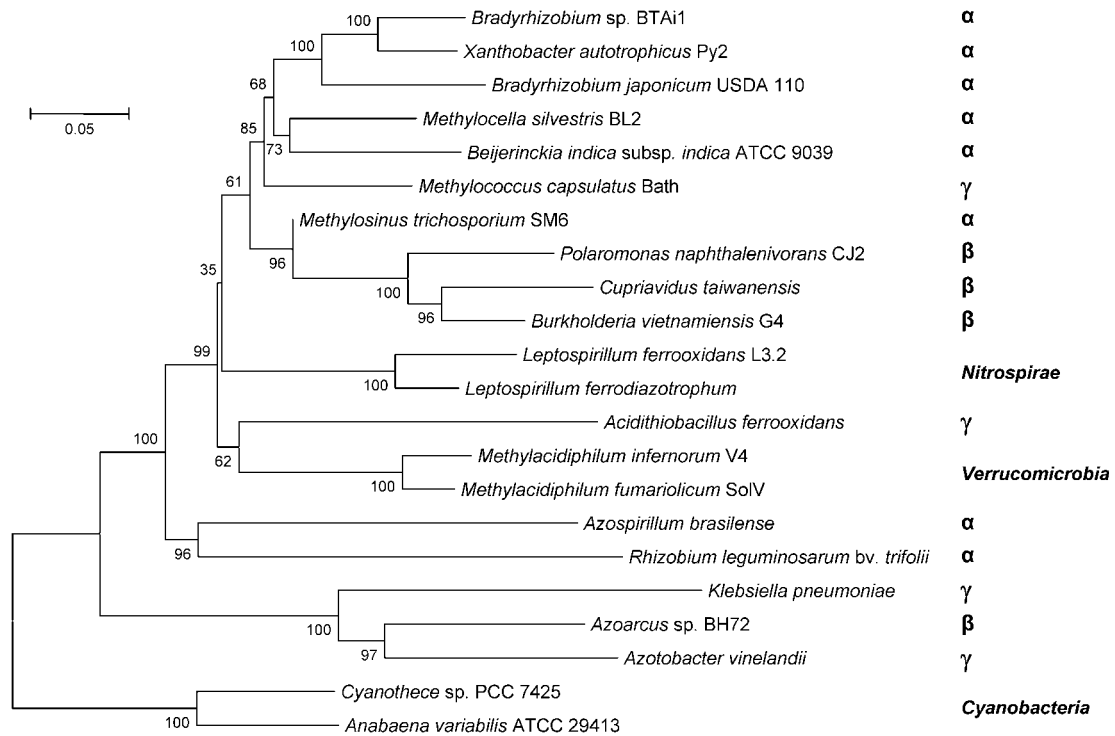 100 Bradyrhizobium sp. BTAi1 α
100 Xanthobacter autotrophicus Py2 α
68 Bradyrhizobium japonicum USDA 110 α
0.05
85 Methylocella silvestris BL2 α
73 Beijerinckia indica subsp. indica ATCC 9039 α
61 Methylococcus capsulatus Bath γ
Methylosinus trichosporium SM6 α
96 Polaromonas naphthalenivorans CJ2 β
35 100 Cupriavidus taiwanensis β
96 Burkholderia vietnamiensis G4 β
99 Leptospirillum ferrooxidans L3.2
Nitrospirae
100 Leptospirillum ferrodiazotrophum
Acidithiobacillus ferrooxidans γ
100 62 Methylacidiphilum infernorum V4
Verrucomicrobia
100 Methylacidiphilum fumariolicum SolV
Azospirillum brasilense α
96 Rhizobium leguminosarum bv. trifolii α
Klebsiella pneumoniae γ
100 Azoarcus sp. BH72 β
97 Azotobacter vinelandii γ
Cyanothece sp. PCC 7425
Cyanobacteria
100 Anabaena variabilis ATCC 29413